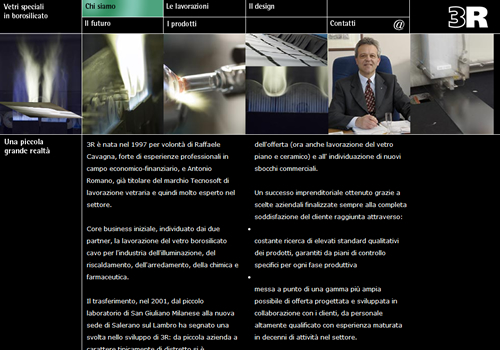 Vetri speciali
in borosilicato
Chi siamo
Le lavorazioni
Il design
Il futuro
I prodotti
Contatti
@
3R
Una piccola
grande realtà
3R è nata nel 1997 per volontà di Raffaele
Cavagna, forte di esperienze professionali in
campo economico-finanziario, e Antonio
Romano, già titolare del marchio Tecnosoft di
lavorazione vetraria e quindi molto esperto nel
settore.
Core business iniziale, individuato dai due
partner, la lavorazione del vetro borosilicato
cavo per l'industria dell'illuminazione, del
riscaldamento, dell'arredamento, della chimica e
farmaceutica.
Il trasferimento, nel 2001, dal piccolo
laboratorio di San Giuliano Milanese alla nuova
sede di Salerano sul Lambro ha segnato una
svolta nello sviluppo di 3R: da piccola azienda a
carattere tipicamente di distretto si è
dell'offerta (ora anche lavorazione del vetro
piano e ceramico) e all' individuazione di nuovi
sbocchi commerciali.
Un successo imprenditoriale ottenuto grazie a
scelte aziendali finalizzate sempre alla completa
soddisfazione del cliente raggiunta attraverso:
costante ricerca di elevati standard qualitativi
dei prodotti, garantiti da piani di controllo
specifici per ogni fase produttiva
messa a punto di una gamma più ampia
possibile di offerta progettata e sviluppata in
collaborazione con i clienti, da personale
altamente qualificato con esperienza maturata
in decenni di attività nel settore.